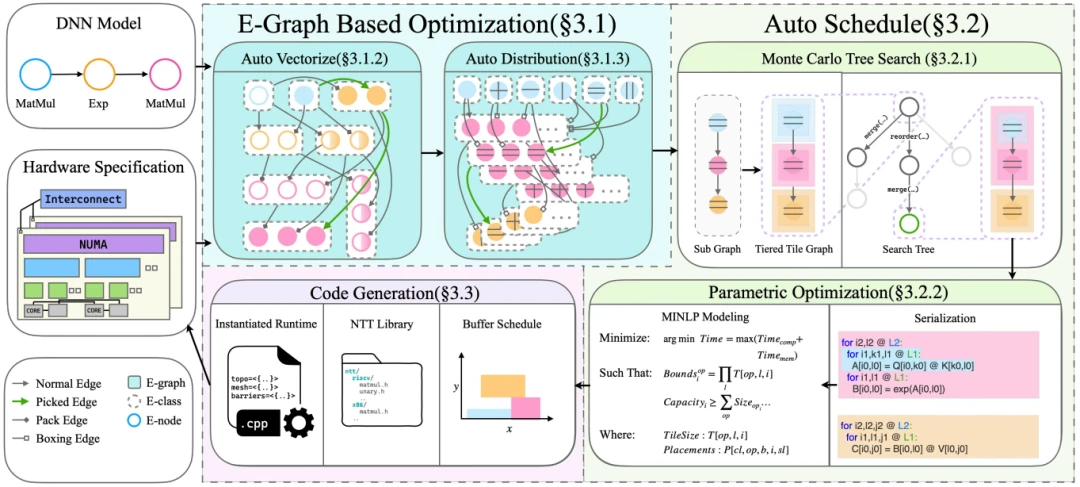 DNN Model
MatMul
Exp
MatMul
Hardware Specification
Interconnect
NUMA
CORE
CORE
Normal Edge
Picked Edge
Pack Edge
Boxing Edge
E-graph
E-class
E-node
E-Graph Based Optimization(§3.1)
Auto Vectorize(§3.1.2)
Auto Distribution(§3.1.3)
Auto Schedule(§3.2)
Monte Carlo Tree Search (§3.2.1)
Sub Graph
Tiered Tile Graph
merge(…)
reorder(…)
merge(…)
Search Tree
Code Generation(§3.3)
Instantiated Runtime
topo=<{..}>
mesh=<{..}>
barriers=<{..}>
.cpp
NTT Library
ntt/
riscv/
matmul.h
unary.h
..
x86/
matmul.h
..
Buffer Schedule
y
x
Parametric Optimization(§3.2.2)
MINLP Modeling
Minimize:
arg min Time = max(Time_comp+
Time_mem)
Such That:
Bounds_i^op = ∏_l T[op, l, i]
Capacity_i ≥ ∑_op Size_op_i…
Where:
TileSize : T[op, l, i]
Placements : P[cl, op, b, i, sl]
Serialization
for i2,l2 @ L2:
for i1,k1,l1 @ L1:
A[i0,l0] = Q[i0,k0] @ K[k0,l0]
for i1,l1 @ L1:
B[i0,l0] = exp(A[i0,l0])
for i2,l2,j2 @ L2:
for i1,l1,j1 @ L1:
C[i0,j0] = B[i0,l0] @ V[l0,j0]